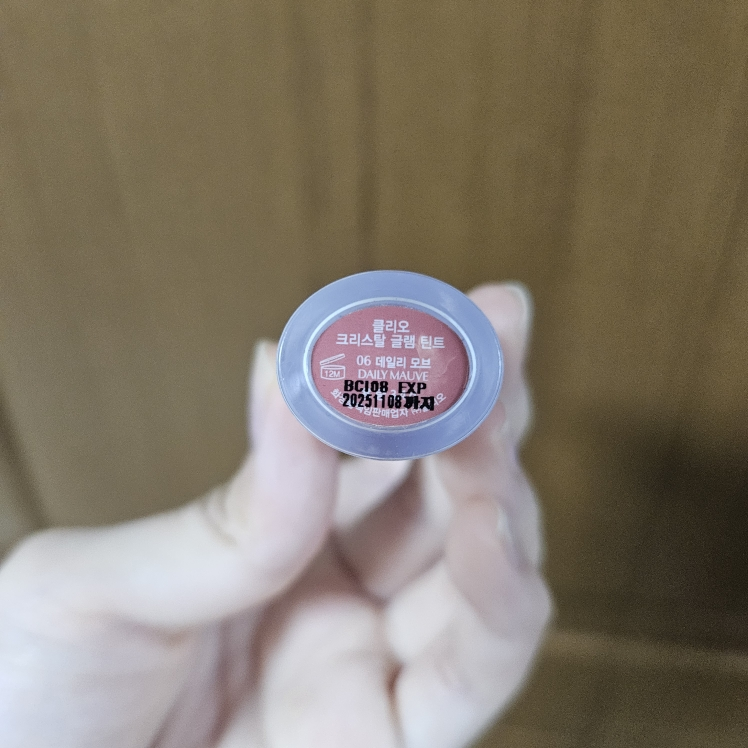 클리오
크리스탈 글램 틴트
06 데일리 모브
12M
DAILY MAUVE
BCI08 EXP
20251108까지